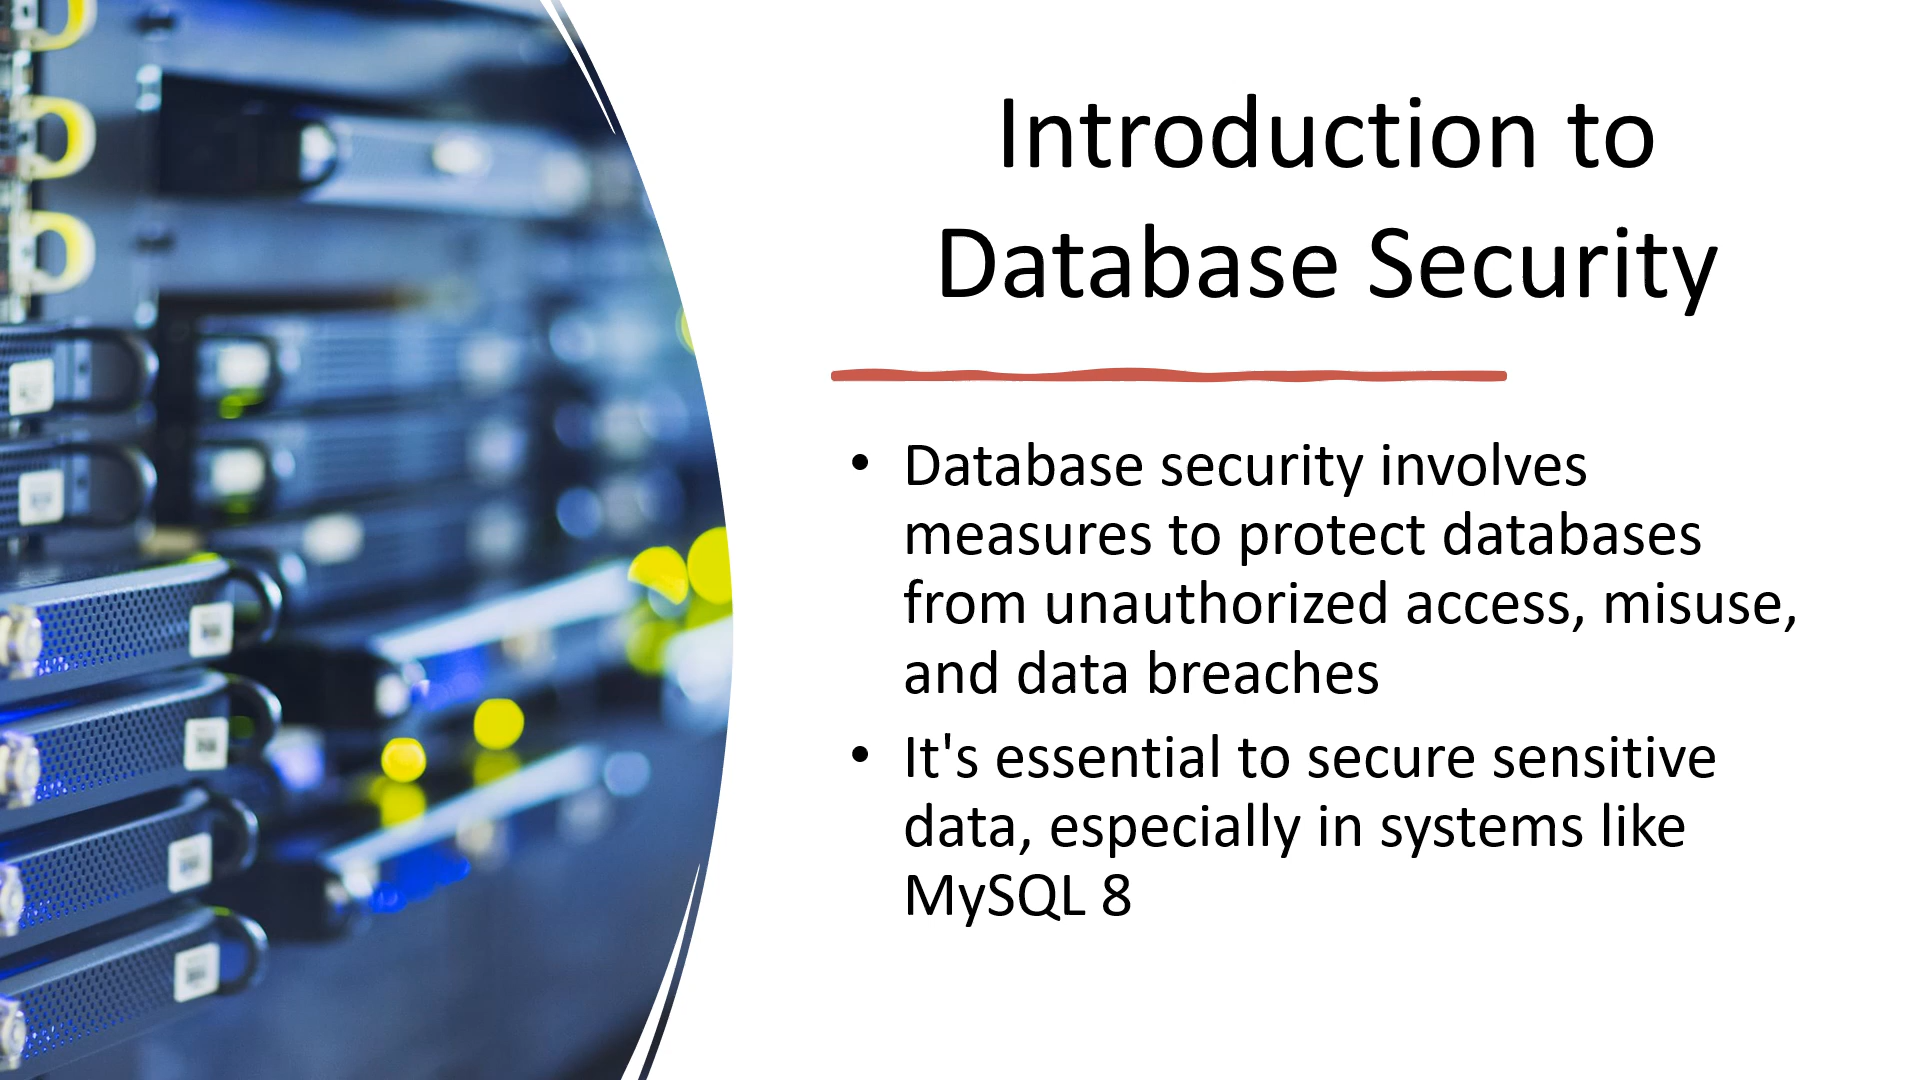 Introduction to
Database Security
• Database security involves
measures to protect databases
from unauthorized access, misuse,
and data breaches
• It's essential to secure sensitive
data, especially in systems like
MySQL 8